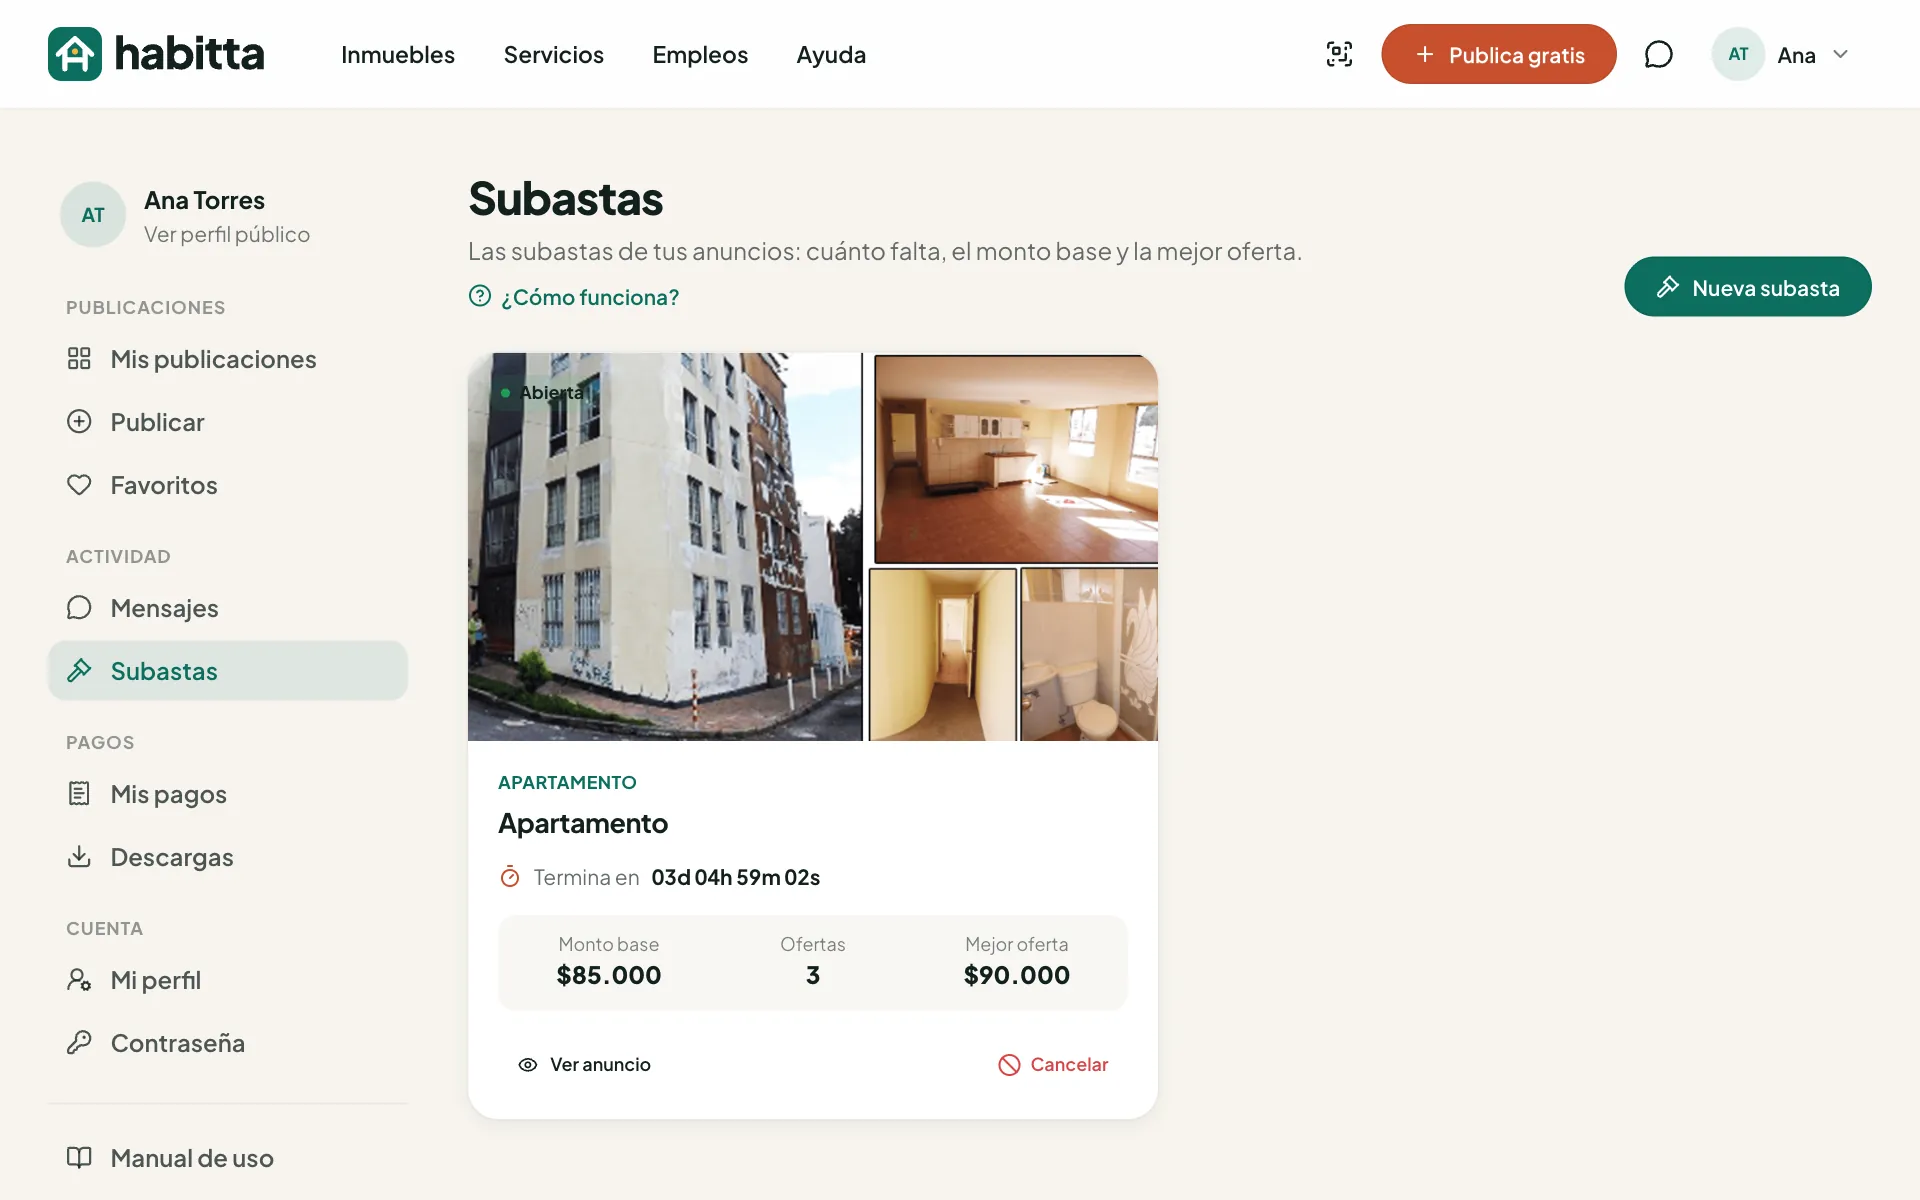 habitta
Inmuebles
Servicios
Empleos
Ayuda
Publica gratis
AT
Ana
AT
Ana Torres
Ver perfil público
PUBLICACIONES
Mis publicaciones
Publicar
Favoritos
ACTIVIDAD
Mensajes
Subastas
PAGOS
Mis pagos
Descargas
CUENTA
Mi perfil
Contraseña
Manual de uso
Subastas
Las subastas de tus anuncios: cuánto falta, el monto base y la mejor oferta.
¿Cómo funciona?
Nueva subasta
Abierta
APARTAMENTO
Apartamento
Termina en 03d 04h 59m 02s
Monto base
$85.000
Ofertas
3
Mejor oferta
$90.000
Ver anuncio
Cancelar